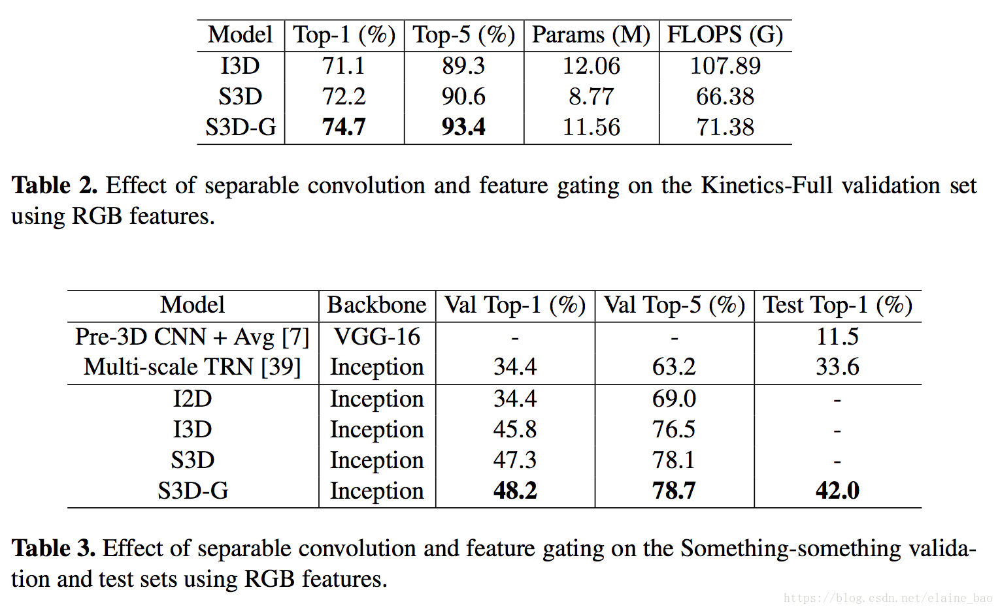 Model Top-1 (%) Top-5 (%) Params (M) FLOPS (G)
I3D 71.1 89.3 12.06 107.89
S3D 72.2 90.6 8.77 66.38
S3D-G 74.7 93.4 11.56 71.38
Table 2. Effect of separable convolution and feature gating on the Kinetics-Full validation set
using RGB features.
Model Backbone Val Top-1 (%) Val Top-5 (%) Test Top-1 (%)
Pre-3D CNN + Avg [7] VGG-16 - - 11.5
Multi-scale TRN [39] Inception 34.4 63.2 33.6
I2D Inception 34.4 69.0 -
I3D Inception 45.8 76.5 -
S3D Inception 47.3 78.1 -
S3D-G Inception 48.2 78.7 42.0
Table 3. Effect of separable convolution and feature gating on the Something-something valida-
tion and test sets using RGB features.
https://blog.csdn.net/elaine_bao